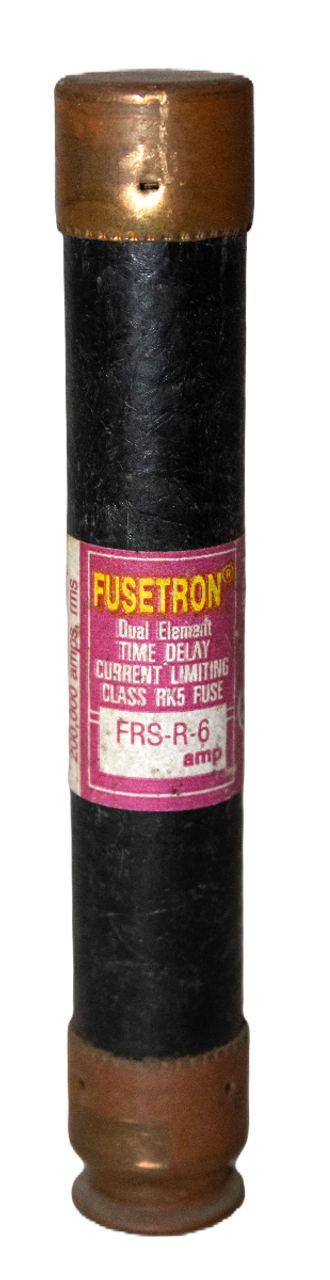 FUSETRON®
Dual Element
TIME DELAY
CURRENT LIMITING
CLASS RK5 FUSE
FRS-R-6
amp
200,000 amps. rms